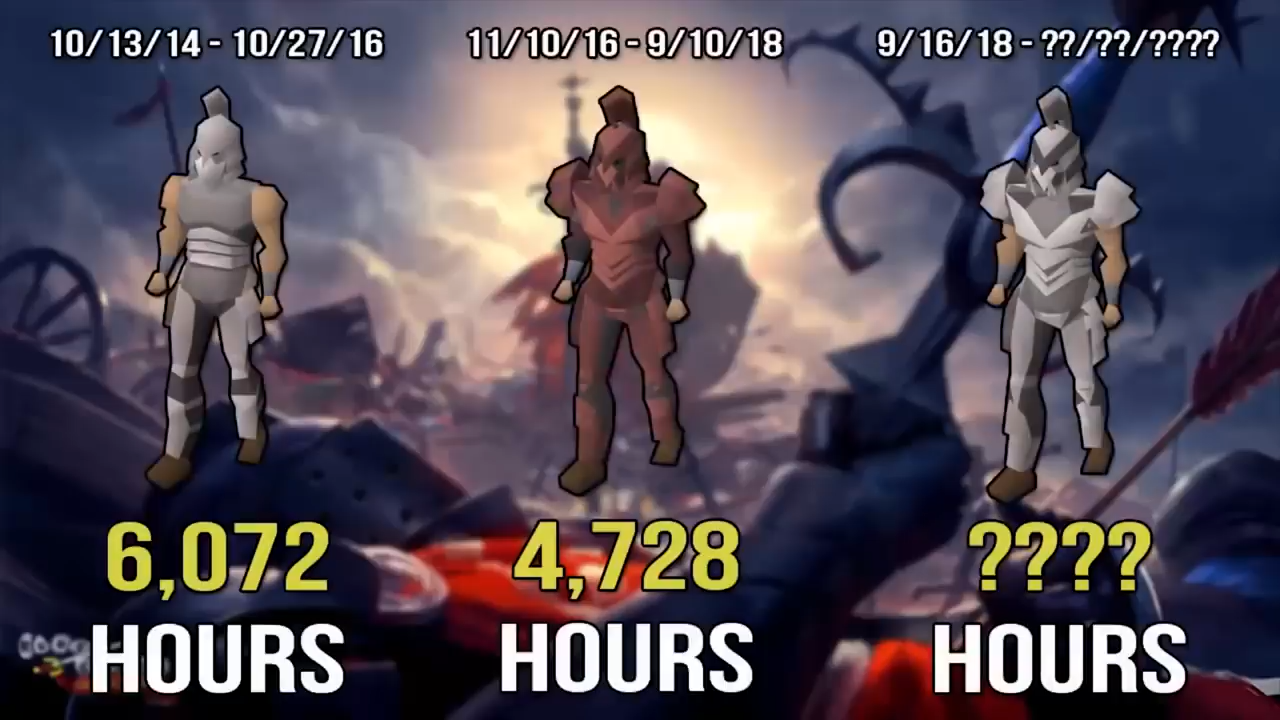 10/13/14 - 10/27/16
11/10/16 - 9/10/18
9/16/18 - ??/??/????
6,072
HOURS
4,728
HOURS
????
HOURS